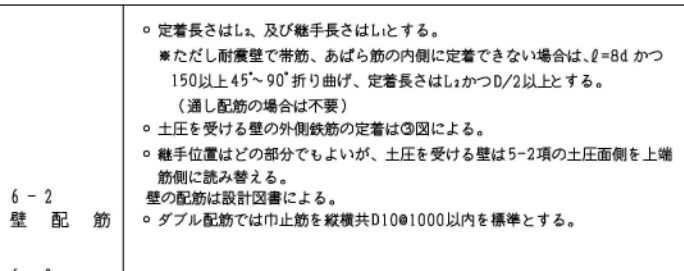 ◦ 定着長さはL₂、及び継手長さはL₁とする。
※ただし耐震壁で帯筋、あばら筋の内側に定着できない場合は、ℓ=8d かつ
150以上45°~90°折り曲げ、定着長さはL₂かつD/2以上とする。
（通し配筋の場合は不要）
◦ 土圧を受ける壁の外側鉄筋の定着は③図による。
◦ 継手位置はどの部分でもよいが、土圧を受ける壁は5-2項の土圧面側を上端
筋側に読み替える。
6-2
壁配筋
壁の配筋は設計図書による。
◦ ダブル配筋では巾止筋を縦横共D10@1000以内を標準とする。